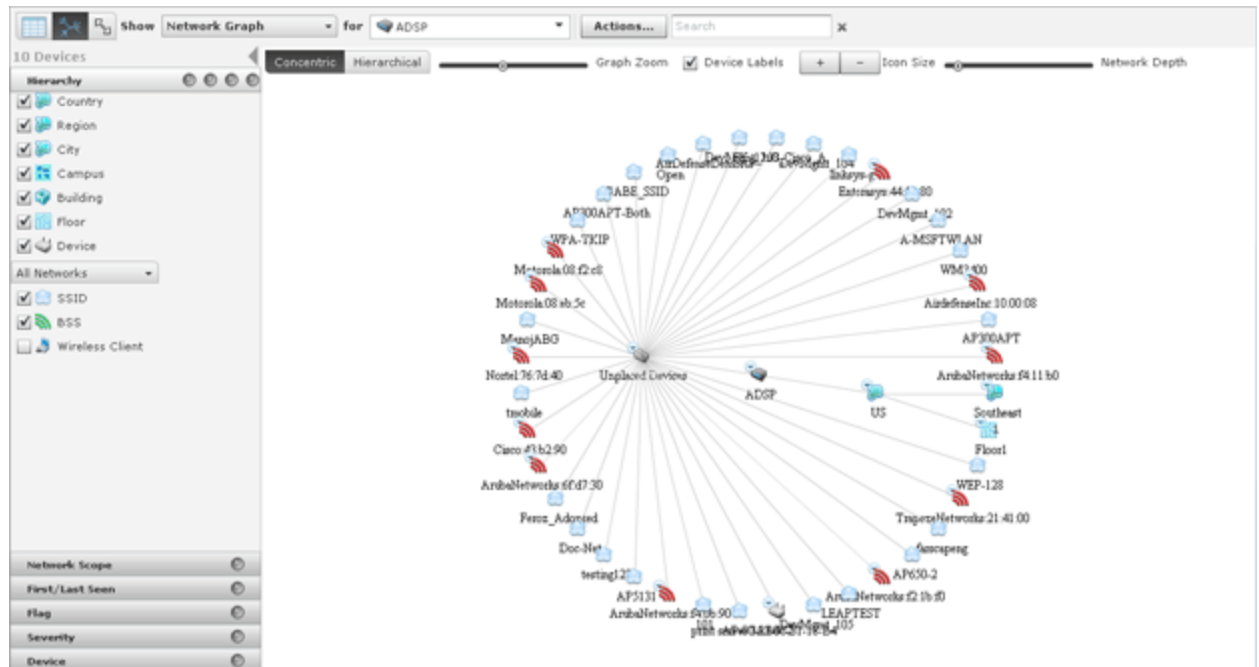 Show Network Graph for ADSP Actions... Search x
10 Devices
Concentric Hierarchical Graph Zoom Device Labels + - Icon Size Network Depth
Hierarchy
Country
Region
City
Campus
Building
Floor
Device
All Networks
SSID
BSS
Wireless Client
Network Scope
First/Last Seen
Flag
Severity
Device
Open
AP300APT-Both
WPA-TKIP
Motorola:08:f2:c8
Motorola:08:eb:5c
ManojABG
Nortel:76:7d:40
Unplaced Devices
tmobile
Cisco:43:b2:90
ArubaNetworks:6f:d7:30
Feroz_Adopted
Doc-Net
AP5131
LEAPTEST
AP650-2
TrapezeNetworks:21:41:00
WEP-128
Floor1
Southeast
US
ADSP
ArubaNetworks:f4:11:b0
AP300APT
AirdefenseInc:10:00:08
A-MSFTWLAN